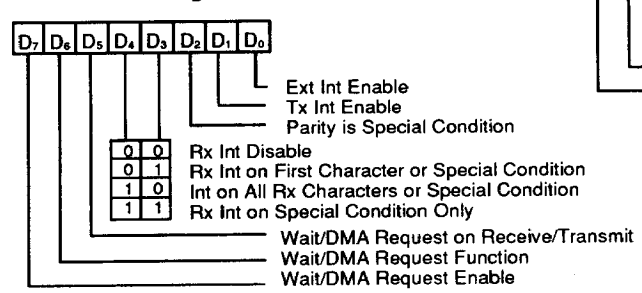 D₇ D₆ D₅ D₄ D₃ D₂ D₁ D₀
Ext Int Enable
Tx Int Enable
Parity is Special Condition
0 0 Rx Int Disable
0 1 Rx Int on First Character or Special Condition
1 0 Int on All Rx Characters or Special Condition
1 1 Rx Int on Special Condition Only
Wait/DMA Request on Receive/Transmit
Wait/DMA Request Function
Wait/DMA Request Enable